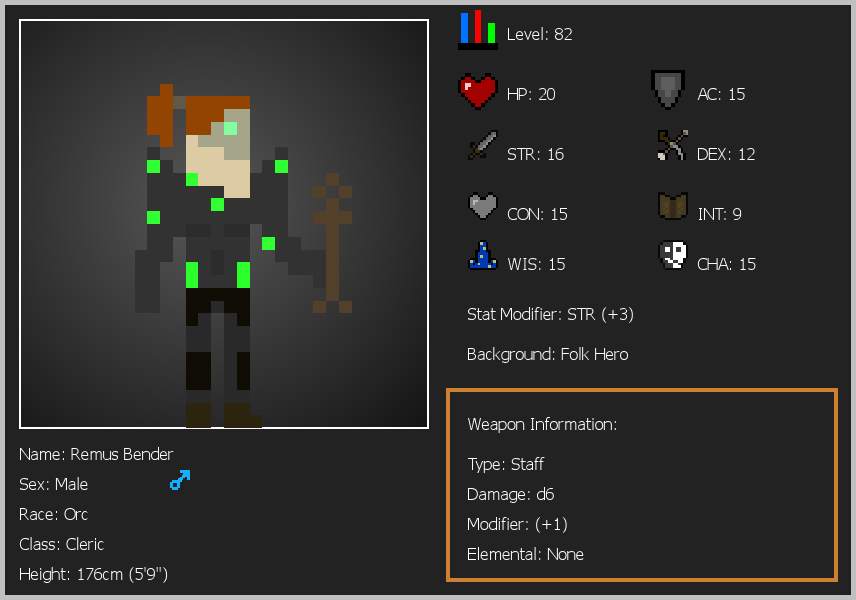 Level: 82
HP: 20
AC: 15
STR: 16
DEX: 12
CON: 15
INT: 9
WIS: 15
CHA: 15
Stat Modifier: STR (+3)
Background: Folk Hero
Weapon Information:
Type: Staff
Damage: d6
Modifier: (+1)
Elemental: None
Name: Remus Bender
Sex: Male
Race: Orc
Class: Cleric
Height: 176cm (5'9")